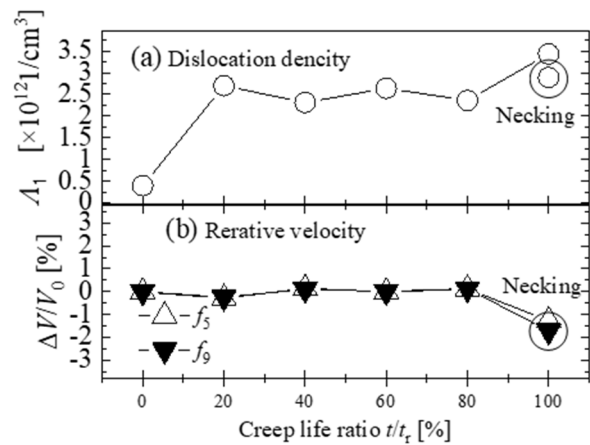 (a) Dislocation dencity
Λ₁ [×10¹²1/cm³]
3.5
3
2.5
2
1.5
1
0.5
0
Necking
(b) Rerative velocity
ΔV/V₀ [%]
3
2
1
0
-1
-2
-3
Necking
f₅
f₉
0 20 40 60 80 100
Creep life ratio t/tᵣ [%]